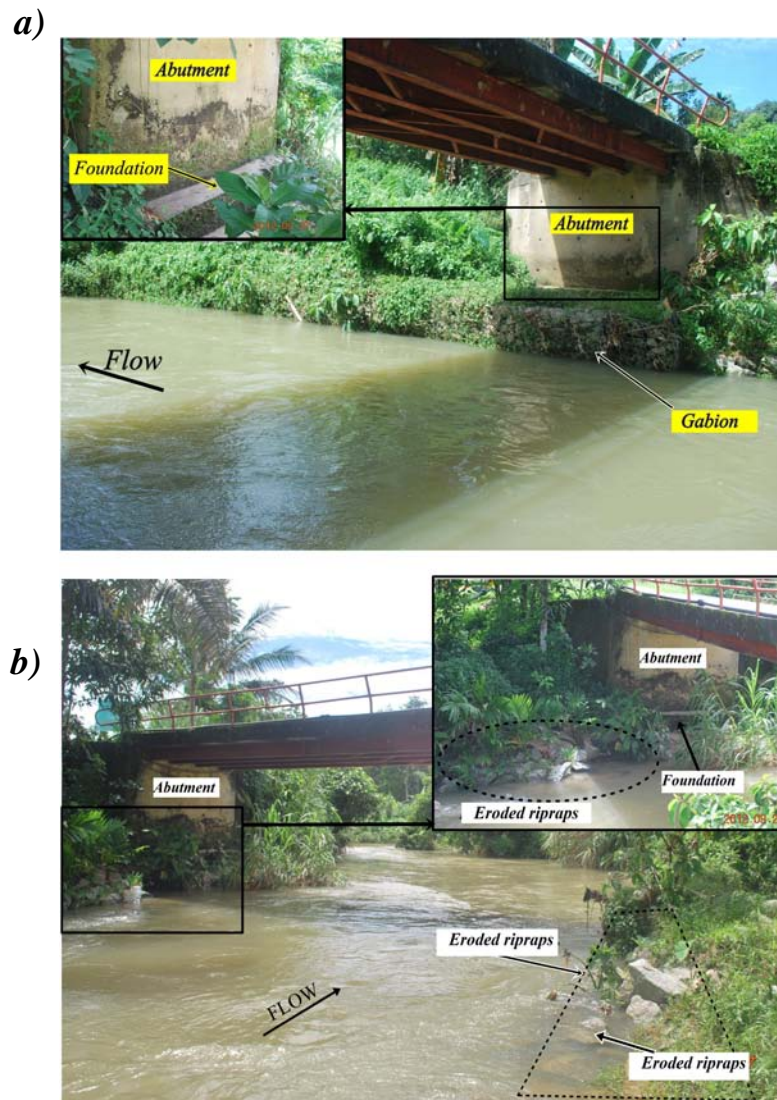 a)
Abutment
Foundation
Abutment
Flow
Gabion
b)
Abutment
Abutment
Foundation
Eroded ripraps
Eroded ripraps
FLOW
Eroded ripraps